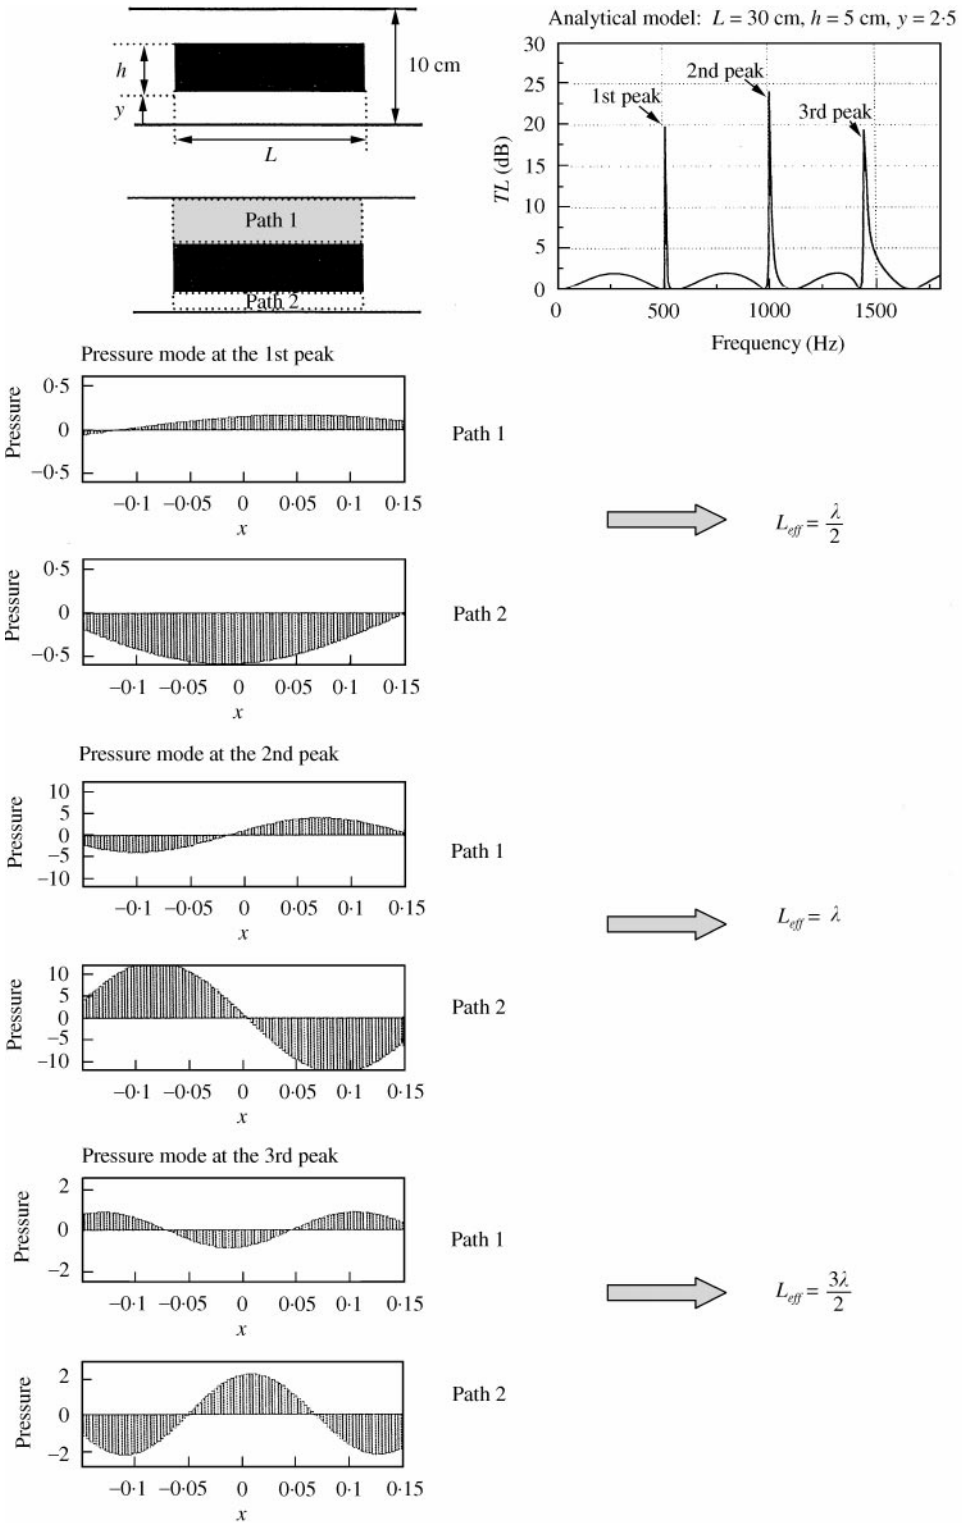 Analytical model: L = 30 cm, h = 5 cm, y = 2·5
h
y
L
10 cm
Path 1
Path 2
30
25
20
15
10
5
0
TL (dB)
1st peak
2nd peak
3rd peak
0 500 1000 1500
Frequency (Hz)
Pressure mode at the 1st peak
Pressure
0·5
0
−0·5
−0·1 −0·05 0 0·05 0·1 0·15
x
Path 1
Pressure
0·5
0
−0·5
−0·1 −0·05 0 0·05 0·1 0·15
x
Path 2
L_eff = λ/2
Pressure mode at the 2nd peak
Pressure
10
5
0
−5
−10
−0·1 −0·05 0 0·05 0·1 0·15
x
Path 1
Pressure
10
5
0
−5
−10
−0·1 −0·05 0 0·05 0·1 0·15
x
Path 2
L_eff = λ
Pressure mode at the 3rd peak
Pressure
2
0
−2
−0·1 −0·05 0 0·05 0·1 0·15
x
Path 1
Pressure
2
0
−2
−0·1 −0·05 0 0·05 0·1 0·15
x
Path 2
L_eff = 3λ/2